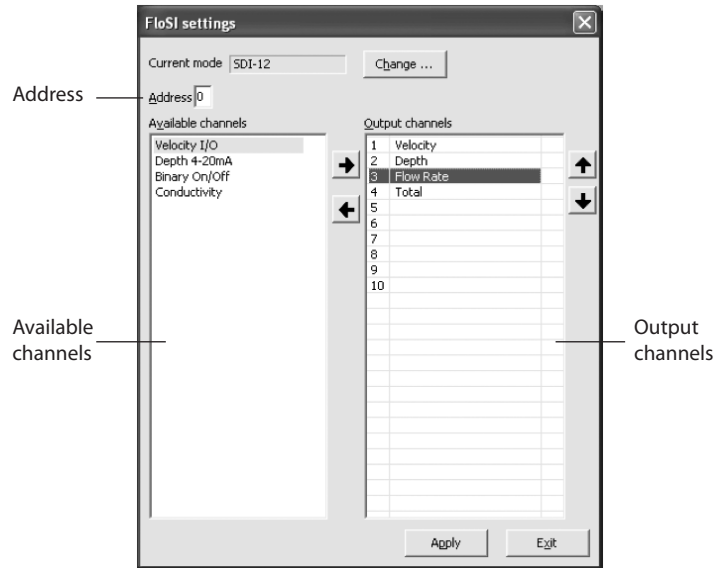 FloSI settings
Current mode SDI-12 Change ...
Address
Address 0
Available channels Output channels
Velocity I/O
Depth 4-20mA
Binary On/Off
Conductivity
1 Velocity
2 Depth
3 Flow Rate
4 Total
5
6
7
8
9
10
Available
channels
Output
channels
Apply Exit